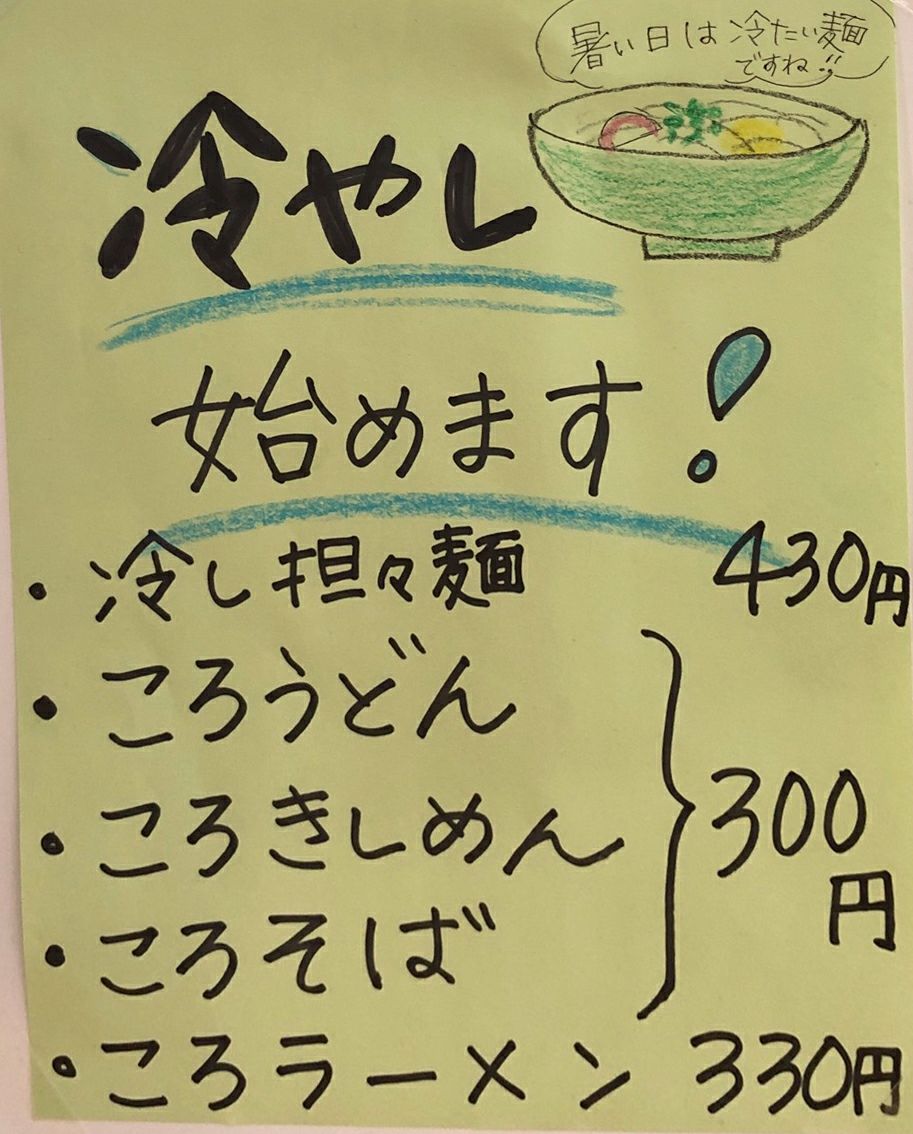 暑い日は冷たい麺
ですね!!
冷やし
始めます!
・冷し担々麺 430円
・ころうどん
・ころきしめん
300円
・ころそば
・ころラーメン 330円